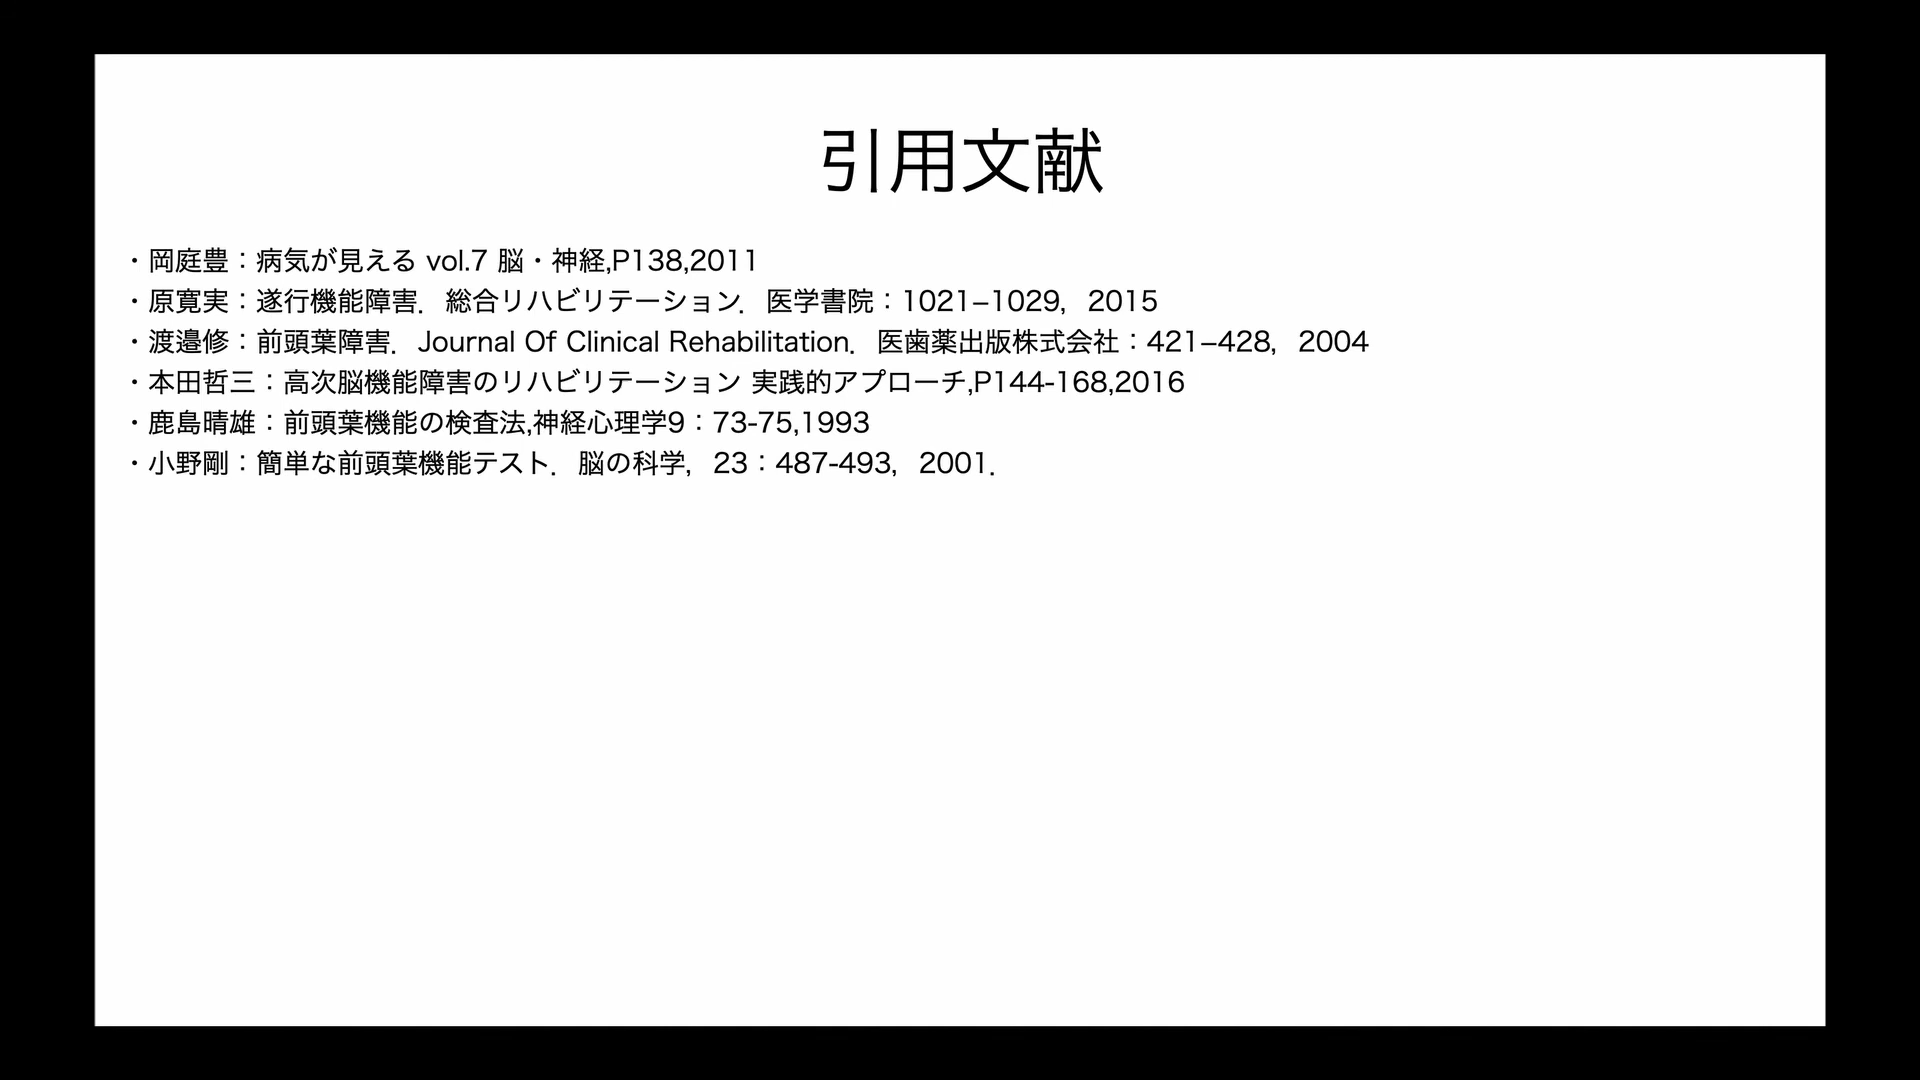 引用文献
・岡庭豊：病気が見える vol.7 脳・神経,P138,2011
・原寛実：遂行機能障害．総合リハビリテーション．医学書院：1021–1029，2015
・渡邉修：前頭葉障害．Journal Of Clinical Rehabilitation．医歯薬出版株式会社：421–428，2004
・本田哲三：高次脳機能障害のリハビリテーション 実践的アプローチ,P144-168,2016
・鹿島晴雄：前頭葉機能の検査法,神経心理学9：73-75,1993
・小野剛：簡単な前頭葉機能テスト．脳の科学，23：487-493，2001．